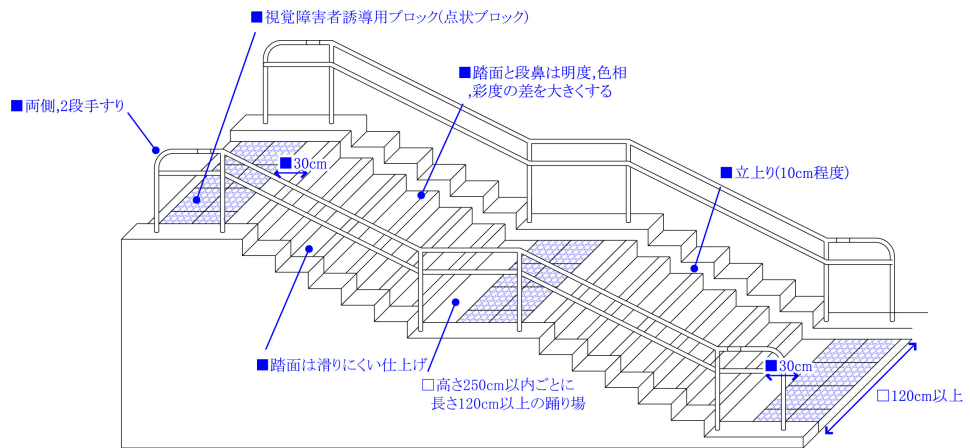 ■視覚障害者誘導用ブロック(点状ブロック)
■踏面と段鼻は明度,色相
,彩度の差を大きくする
■両側,2段手すり
■30cm
■立上り(10cm程度)
■踏面は滑りにくい仕上げ
□高さ250cm以内ごとに
長さ120cm以上の踊り場
■30cm
□120cm以上